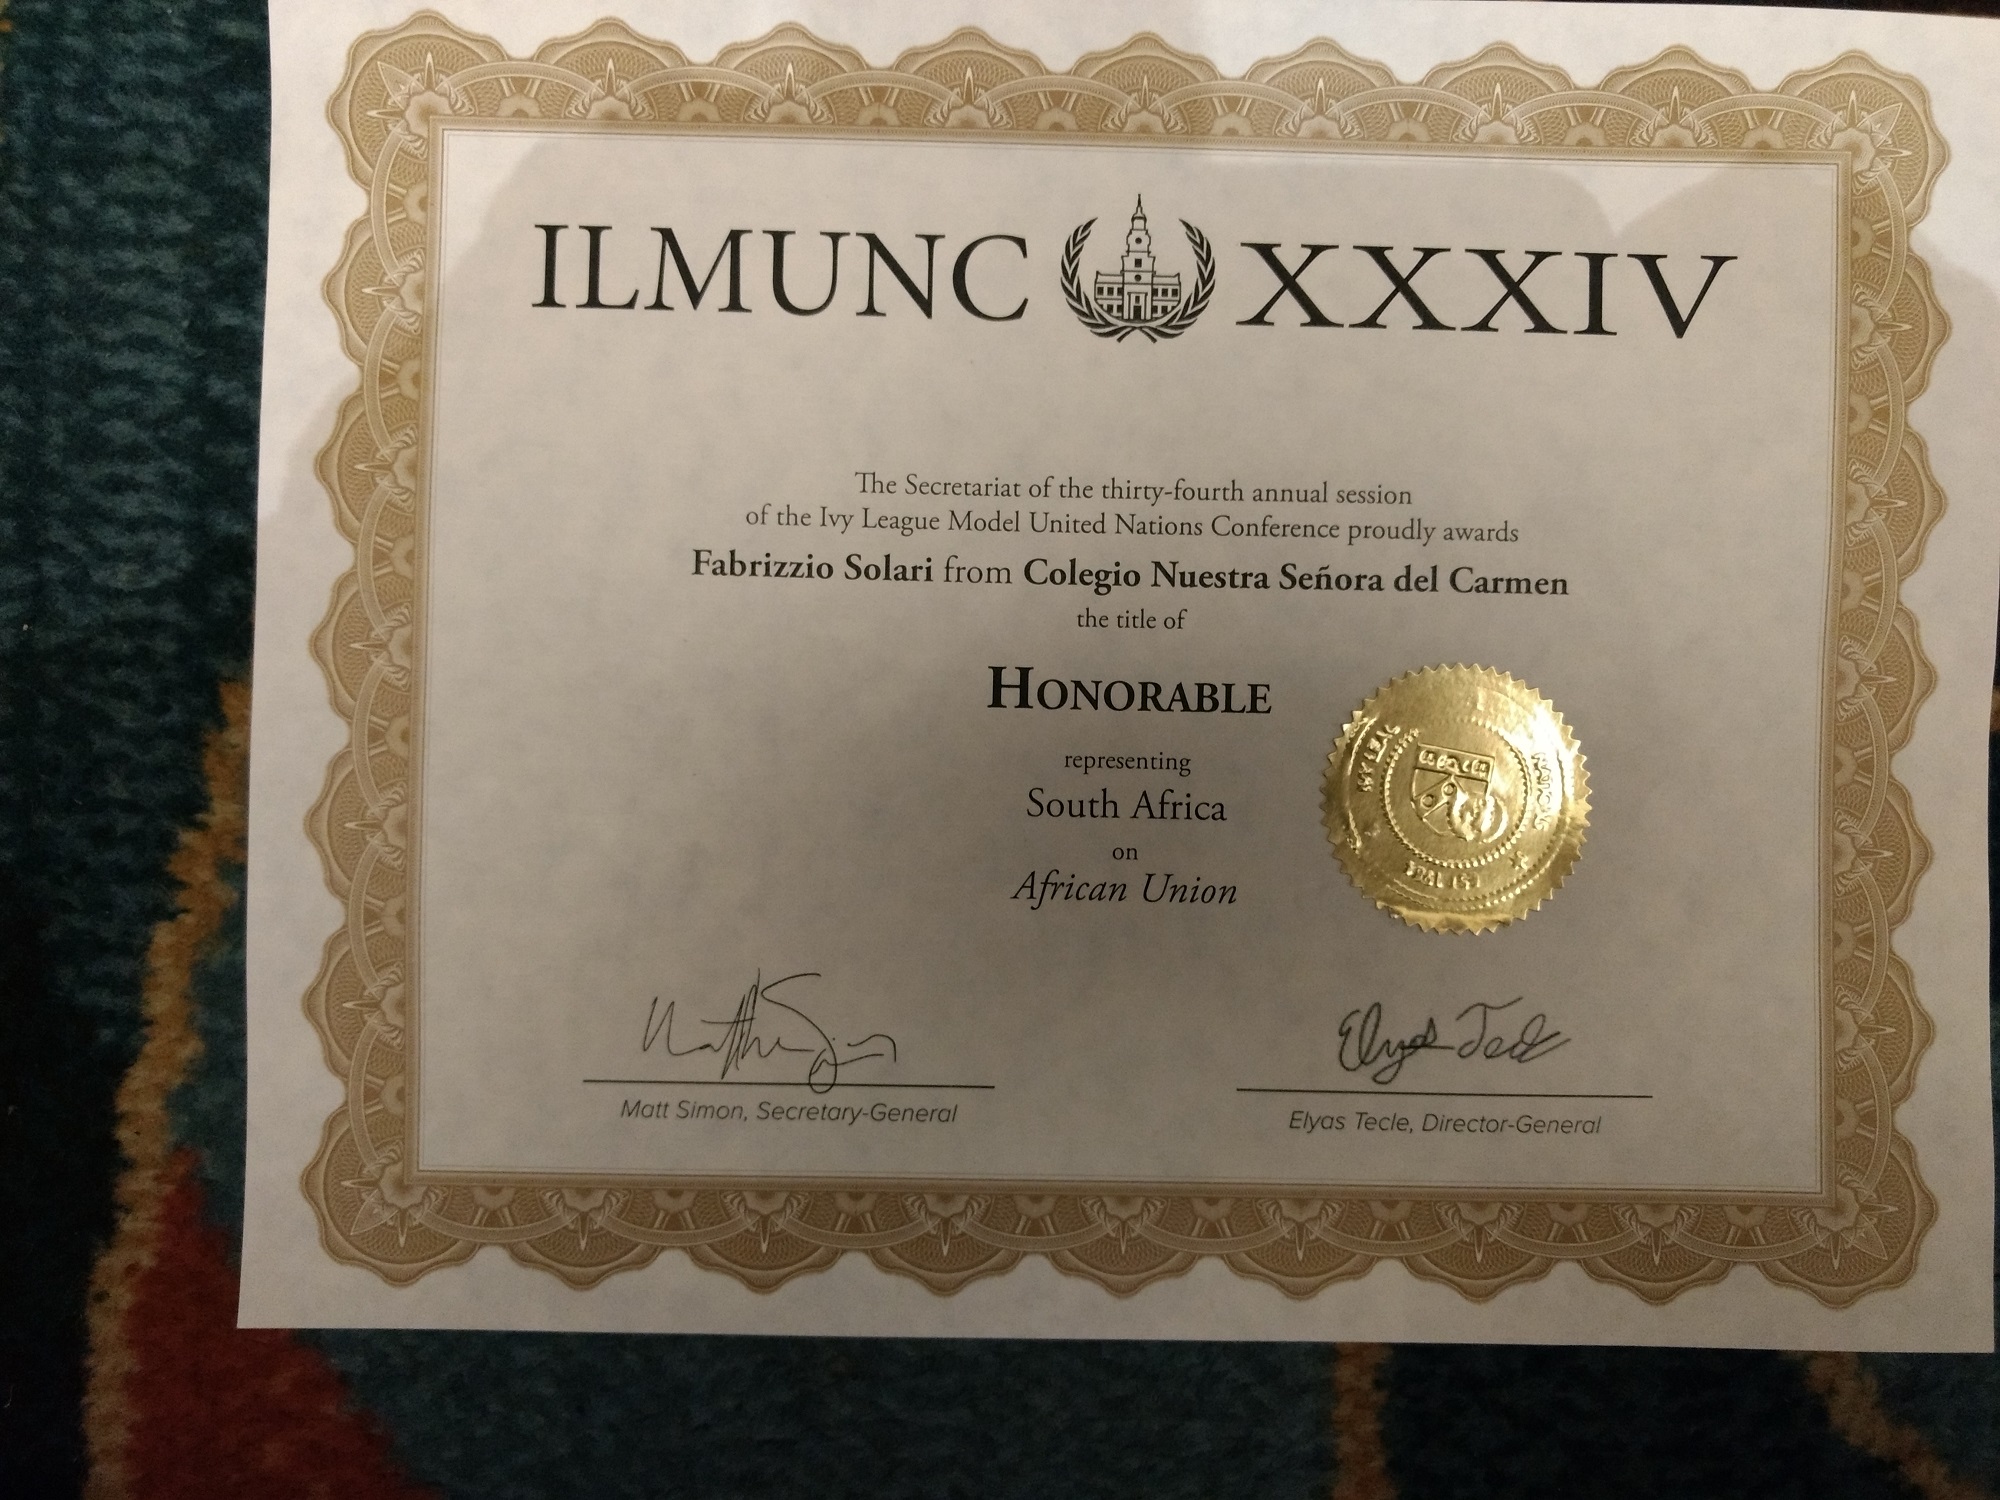 ILMUNC XXXIV
The Secretariat of the thirty-fourth annual session
of the Ivy League Model United Nations Conference proudly awards
Fabrizzio Solari from Colegio Nuestra Señora del Carmen
the title of
HONORABLE
representing
South Africa
on
African Union
Matt Simon, Secretary-General
Elyas Tecle, Director-General